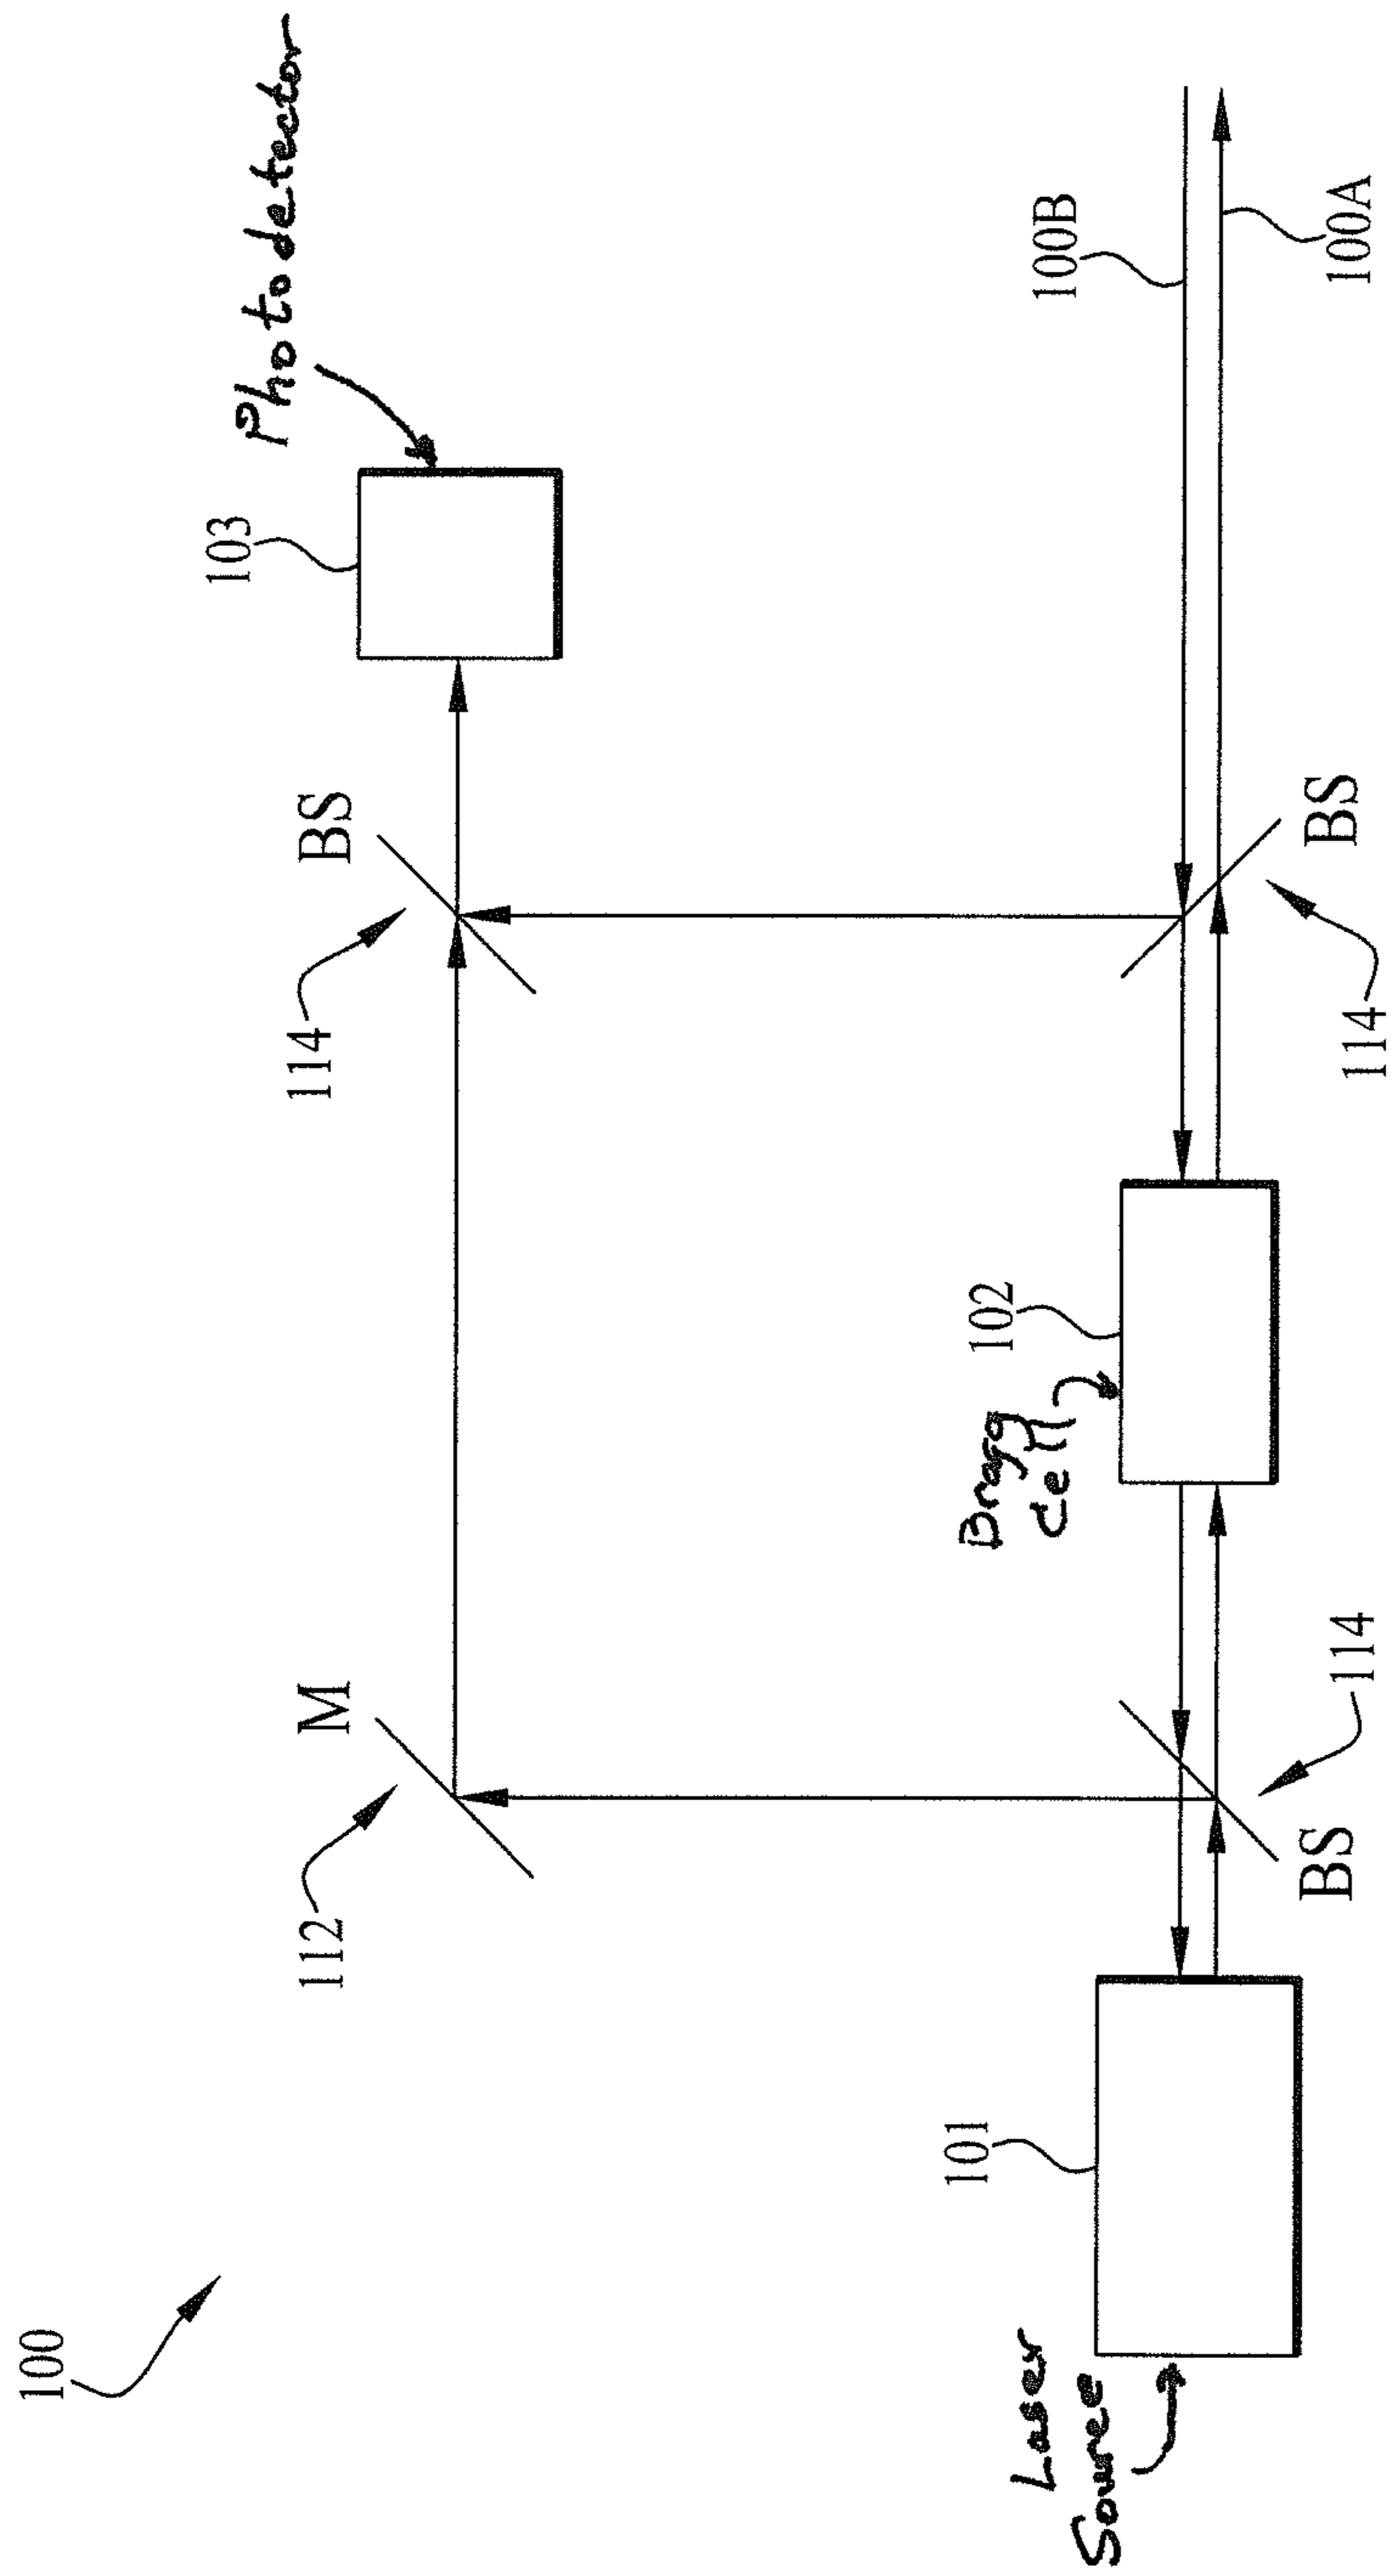 100
112
M
114
BS
103
Photodetector
101
Laser
Source
BS
114
Bragg
Cell
102
114
BS
100B
100A